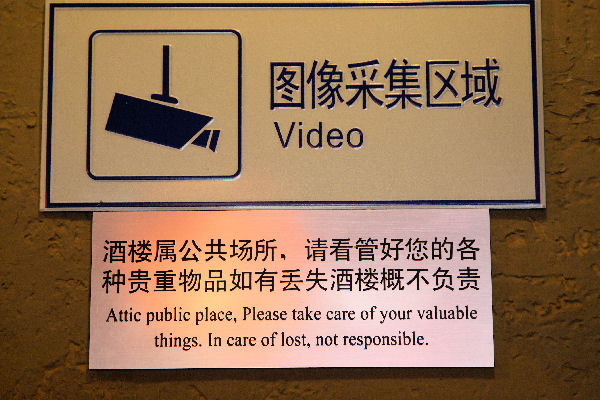 图像采集区域
Video
酒楼属公共场所，请看管好您的各
种贵重物品如有丢失酒楼概不负责
Attic public place, Please take care of your valuable
things. In care of lost, not responsible.